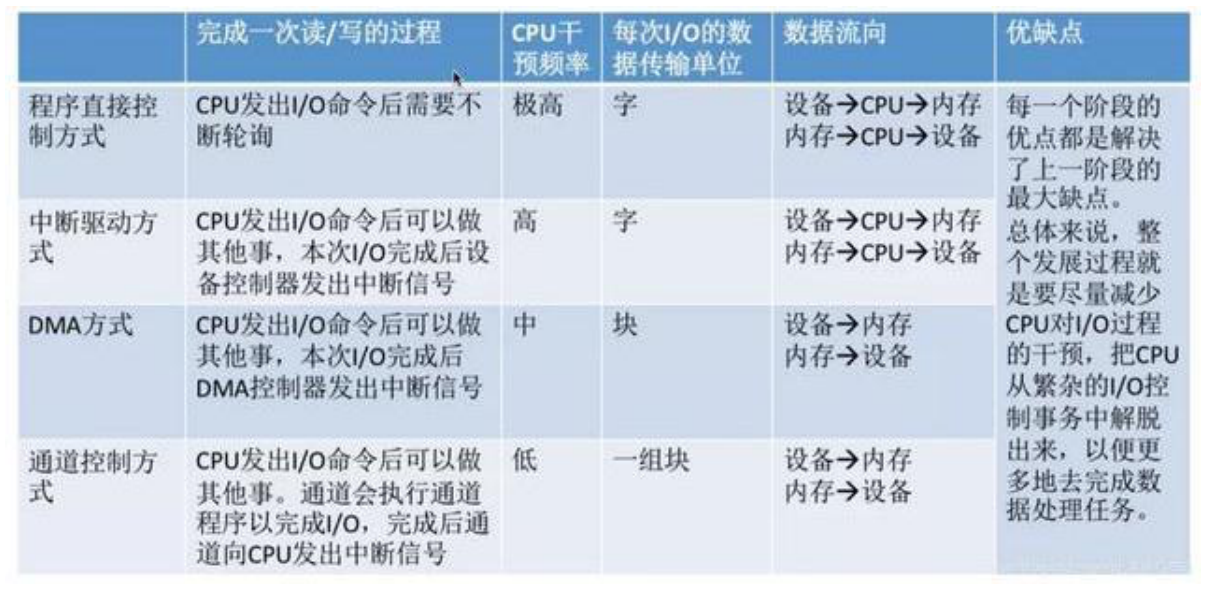 完成一次读/写的过程
CPU干
预频率
每次I/O的数
据传输单位
数据流向
优缺点
程序直接控
制方式
CPU发出I/O命令后需要不
断轮询
极高
字
设备→CPU→内存
内存→CPU→设备
每一个阶段的
优点都是解决
了上一阶段的
最大缺点。
总体来说，整
个发展过程就
是要尽量减少
CPU对I/O过程
的干预，把CPU
从繁杂的I/O控
制事务中解脱
出来，以便更
多地去完成数
据处理任务。
中断驱动方
式
CPU发出I/O命令后可以做
其他事，本次I/O完成后设
备控制器发出中断信号
高
字
设备→CPU→内存
内存→CPU→设备
DMA方式
CPU发出I/O命令后可以做
其他事，本次I/O完成后
DMA控制器发出中断信号
中
块
设备→内存
内存→设备
通道控制方
式
CPU发出I/O命令后可以做
其他事。通道会执行通道
程序以完成I/O，完成后通
道向CPU发出中断信号
低
一组块
设备→内存
内存→设备